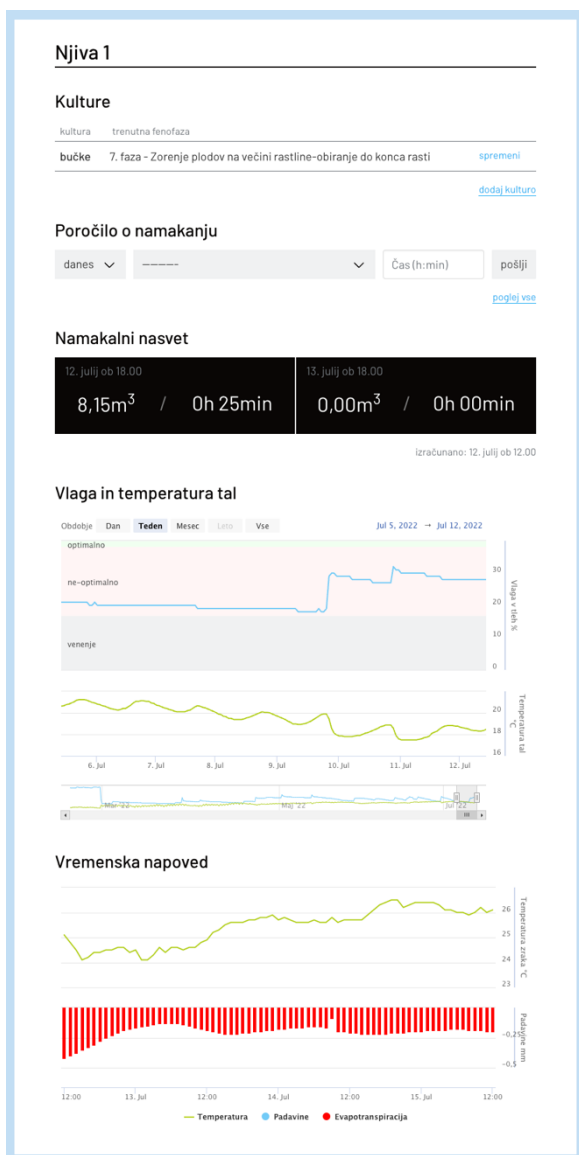 Njiva 1
Kulture
kultura trenutna fenofaza
bučke 7. faza - Zorenje plodov na večini rastline-obiranje do konca rasti spremeni
dodaj kulturo
Poročilo o namakanju
danes ––––– Čas (h:min) pošlji
poglej vse
Namakalni nasvet
12. julij ob 18.00 13. julij ob 18.00
8,15m³ / 0h 25min 0,00m³ / 0h 00min
izračunano: 12. julij ob 12.00
Vlaga in temperatura tal
Obdobje Dan Teden Mesec Leto Vse Jul 5, 2022 → Jul 12, 2022
optimalno
ne-optimalno
venenje
30
20
10
0
Vlaga v tleh %
20
18
16
Temperatura tal °C
6. Jul 7. Jul 8. Jul 9. Jul 10. Jul 11. Jul 12. Jul
Mar '22 Maj '22 Jul '22
Vremenska napoved
26
25
24
23
Temperatura zraka °C
-0,25
-0,5
Padavine mm
12:00 13. Jul 12:00 14. Jul 12:00 15. Jul 12:00
Temperatura Padavine Evapotranspiracija